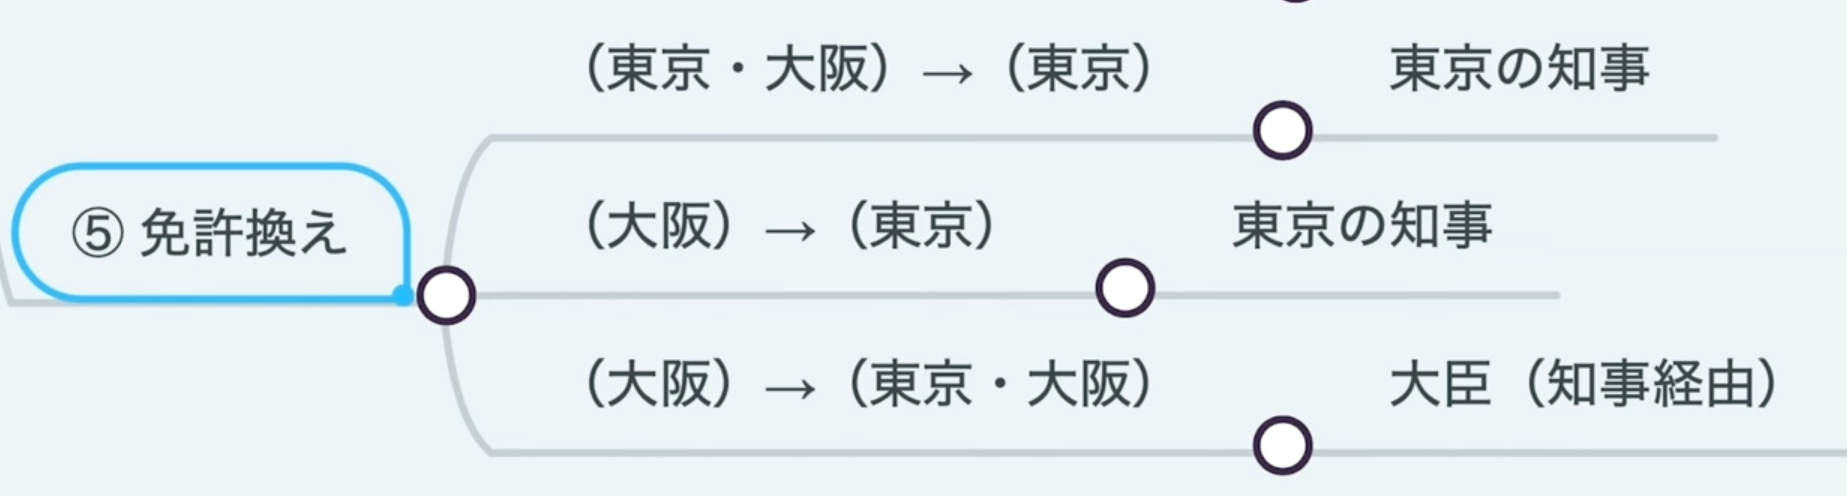 （東京・大阪）→（東京） 東京の知事
⑤ 免許換え
（大阪）→（東京） 東京の知事
（大阪）→（東京・大阪） 大臣（知事経由）